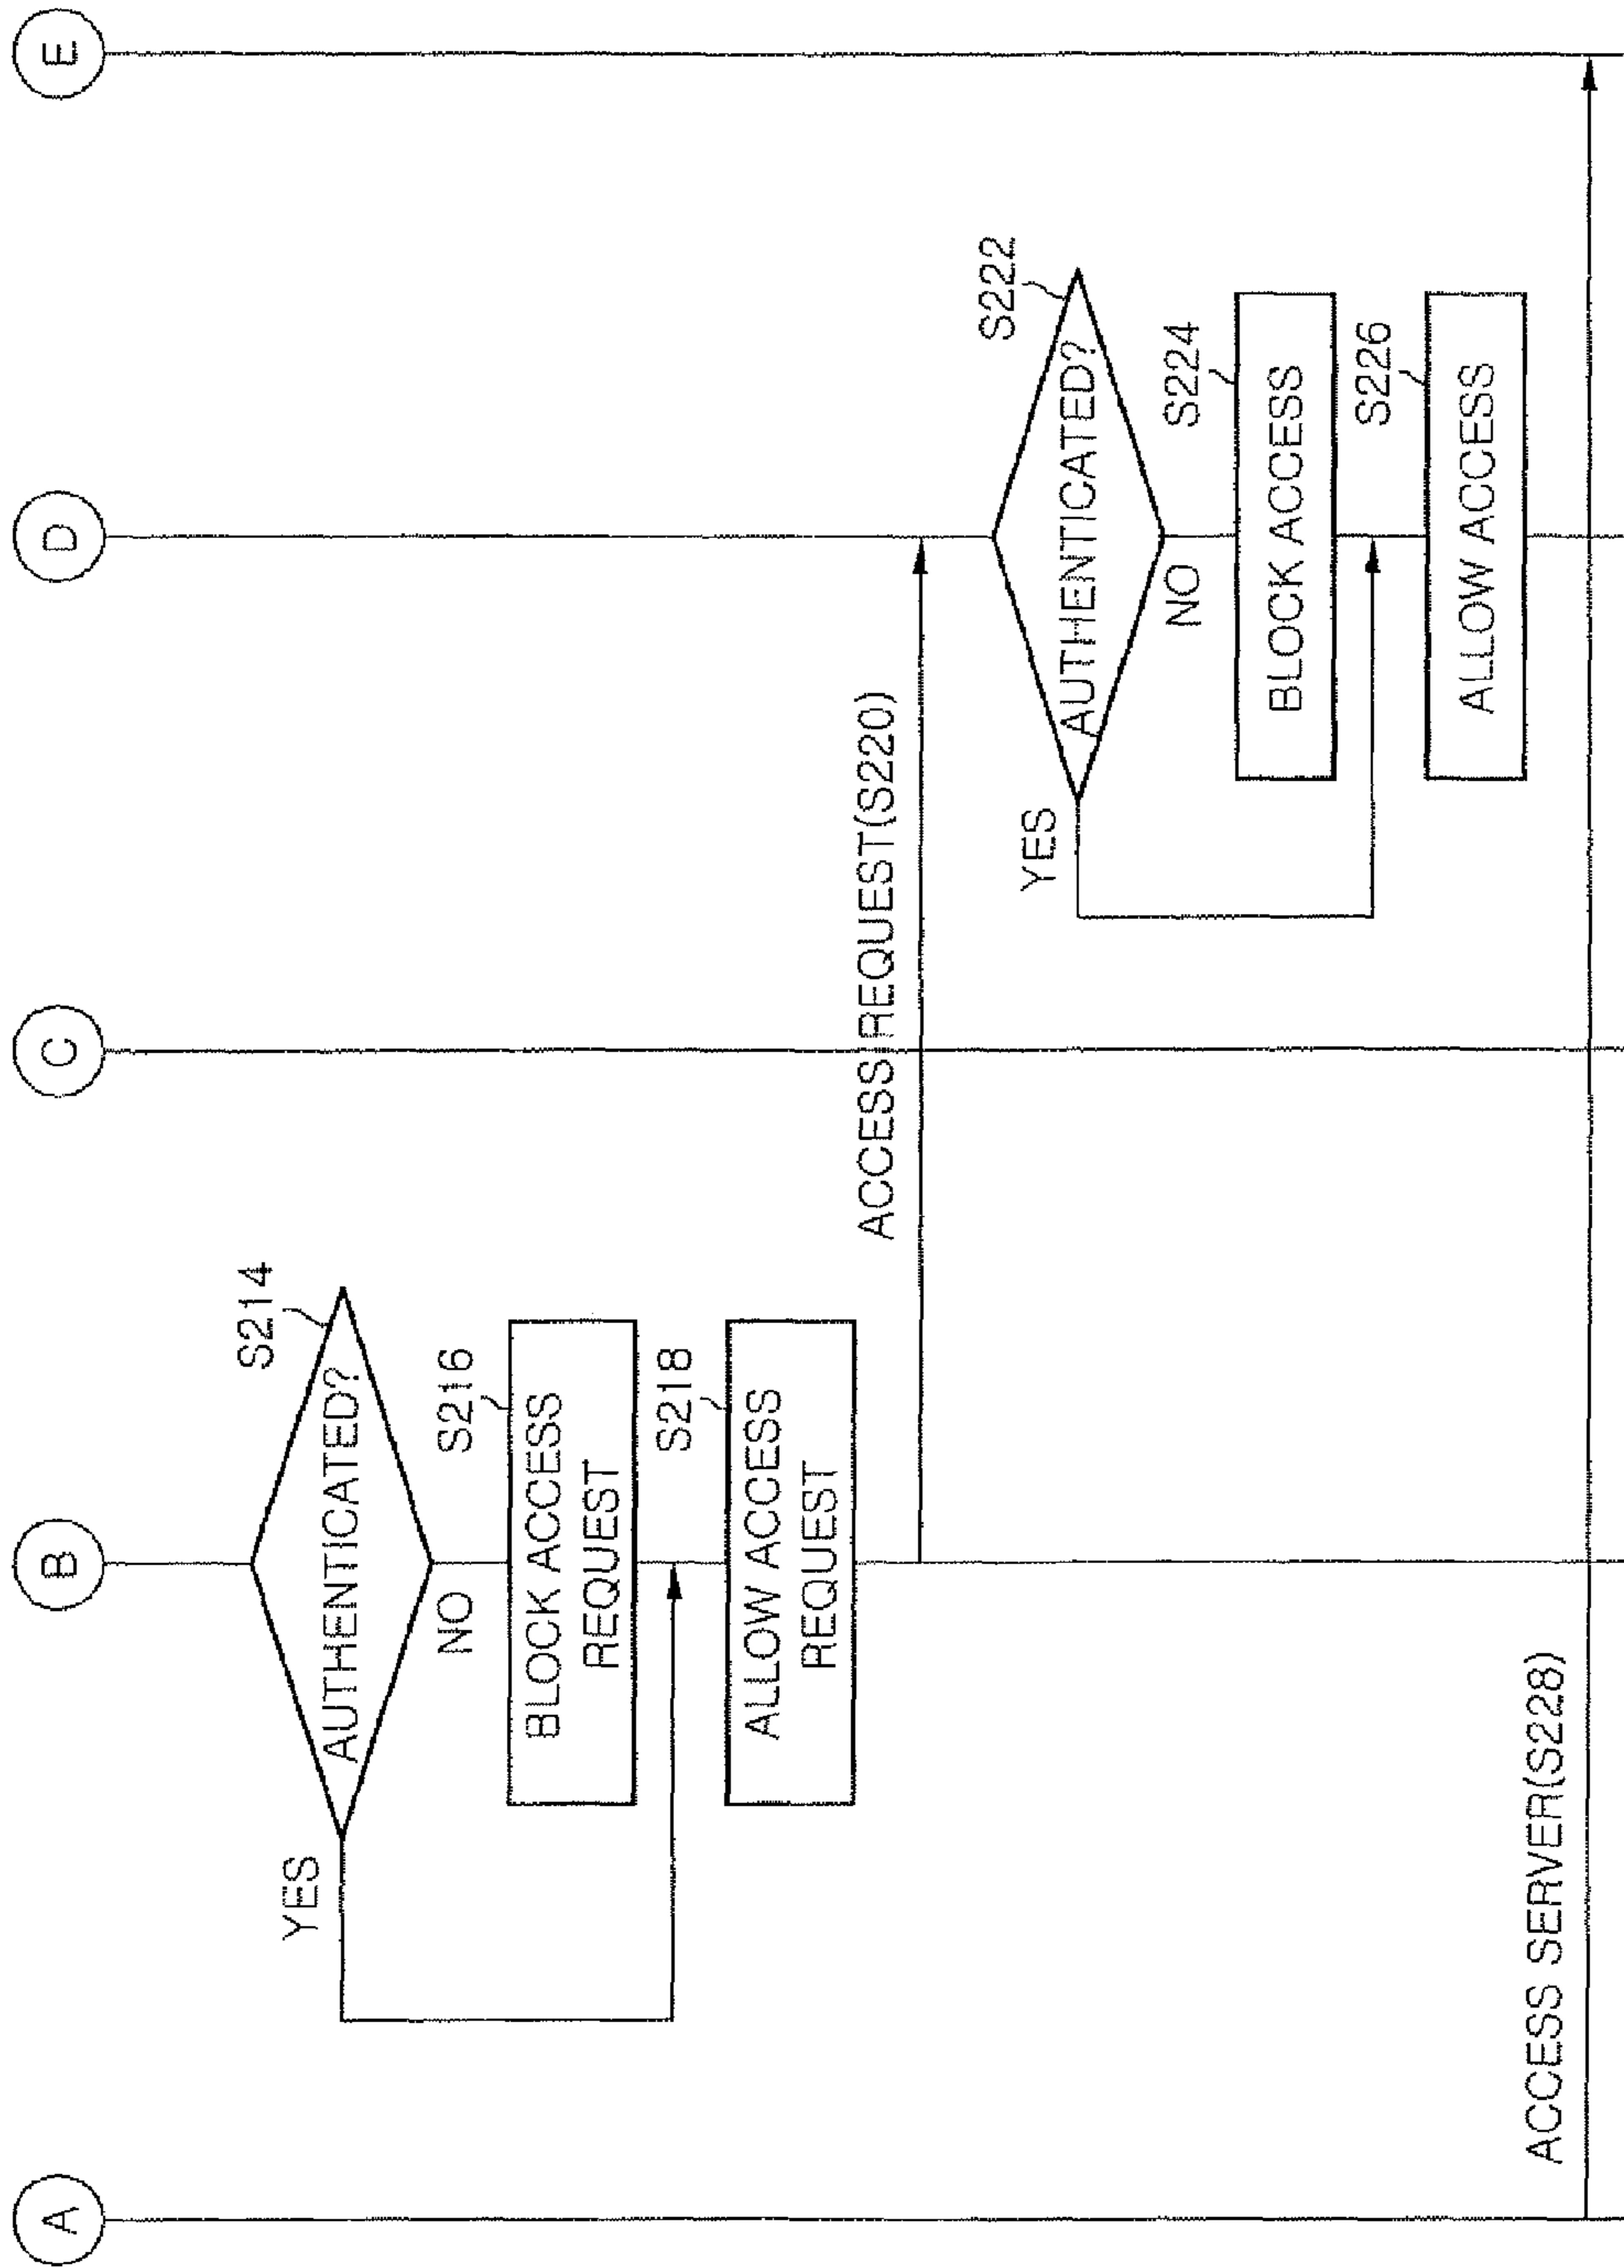 A
B
C
D
E
S214
AUTHENTICATED?
YES
NO
S216
BLOCK ACCESS
REQUEST
S218
ALLOW ACCESS
REQUEST
ACCESS REQUEST(S220)
S222
AUTHENTICATED?
YES
NO
S224
BLOCK ACCESS
S226
ALLOW ACCESS
ACCESS SERVER(S228)